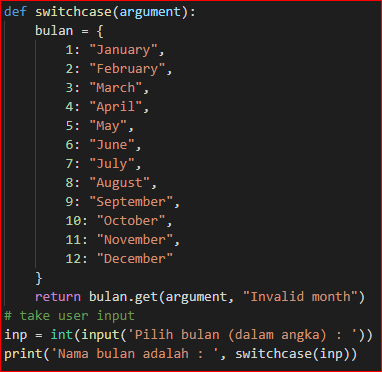 def switchcase(argument):
    bulan = {
        1: "January",
        2: "February",
        3: "March",
        4: "April",
        5: "May",
        6: "June",
        7: "July",
        8: "August",
        9: "September",
        10: "October",
        11: "November",
        12: "December"
    }
    return bulan.get(argument, "Invalid month")
# take user input
inp = int(input('Pilih bulan (dalam angka) : '))
print('Nama bulan adalah : ', switchcase(inp))